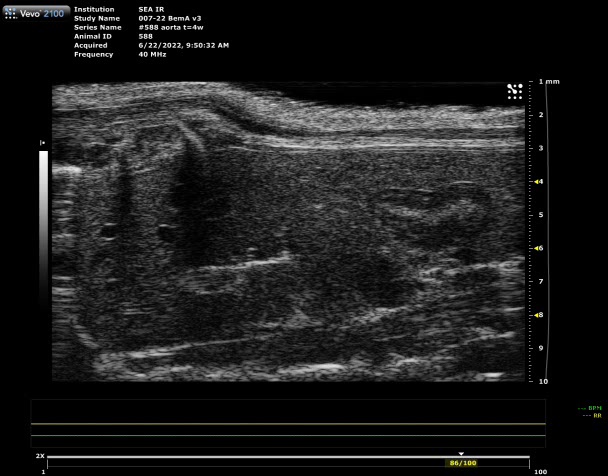 Vevo 2100
Institution SEA IR
Study Name 007-22 BemA v3
Series Name #588 aorta t=4w
Animal ID 588
Acquired 6/22/2022, 9:50:32 AM
Frequency 40 MHz
1 mm
2
3
4
5
6
7
8
9
10
--- BPM
--- RR
2X
86/100
1 100